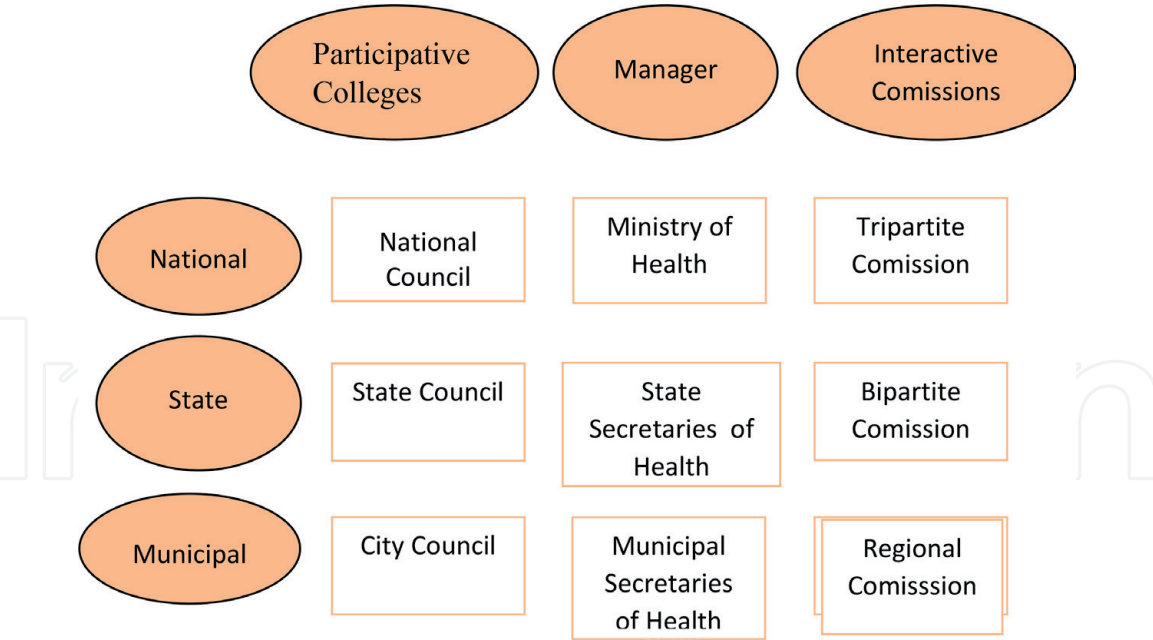 Participative
Colleges
Manager
Interactive
Comissions
National
National
Council
Ministry of
Health
Tripartite
Comission
State
State Council
State
Secretaries of
Health
Bipartite
Comission
Municipal
City Council
Municipal
Secretaries
of Health
Regional
Comisssion